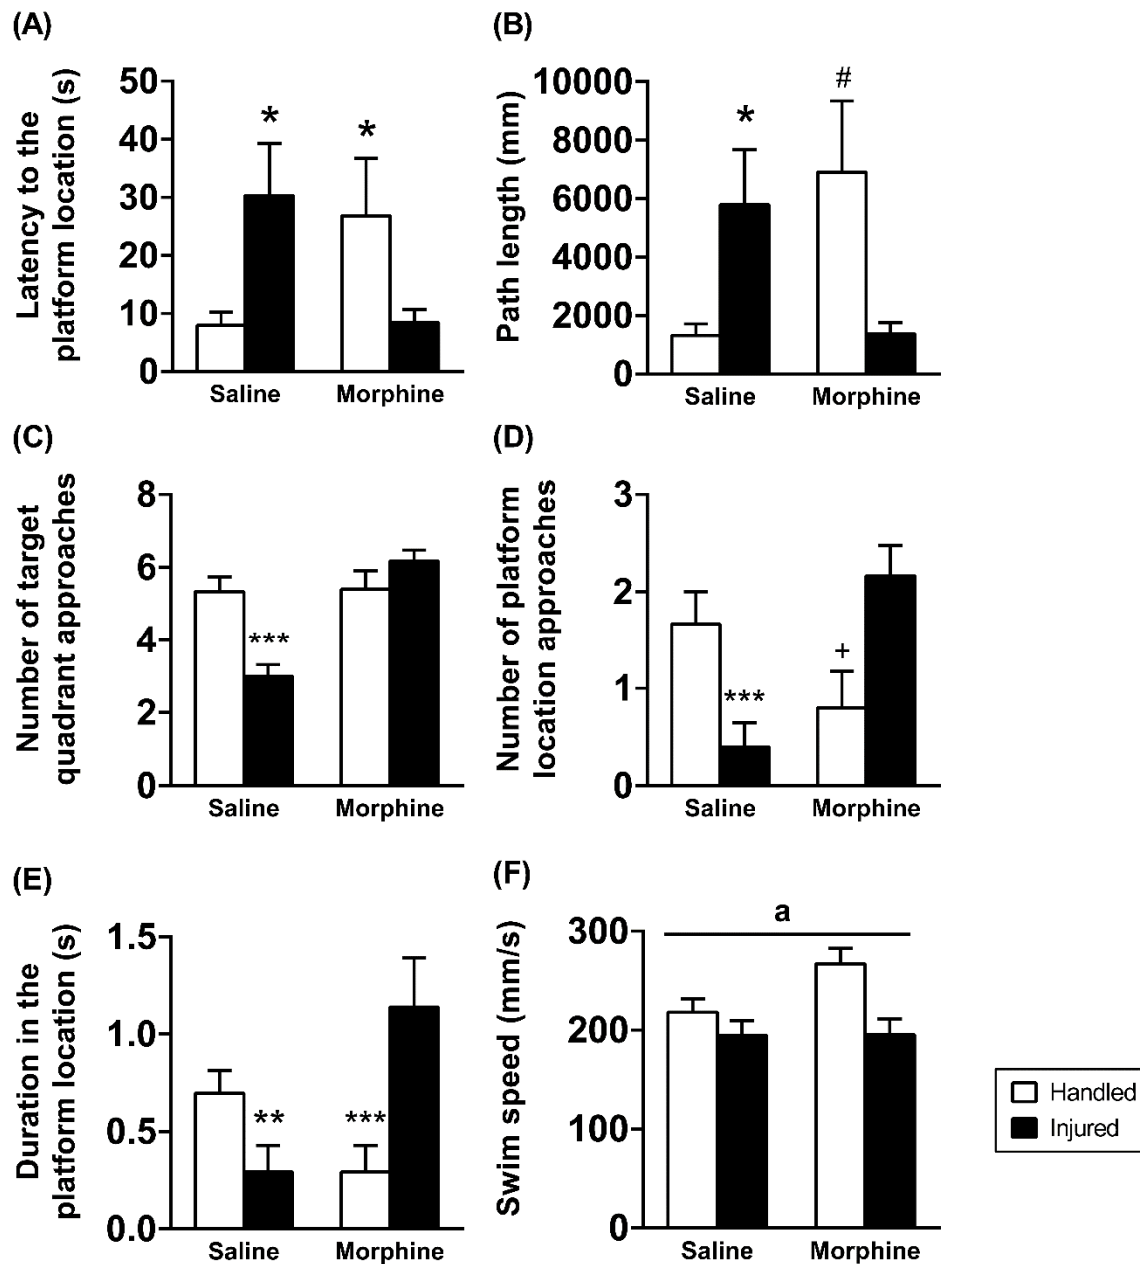 (A)
Latency to the
platform location (s)
50
40
30
20
10
0
*
*
Saline
Morphine
(B)
Path length (mm)
10000
8000
6000
4000
2000
0
*
#
Saline
Morphine
(C)
Number of target
quadrant approaches
8
6
4
2
0
***
Saline
Morphine
(D)
Number of platform
location approaches
3
2
1
0
***
+
Saline
Morphine
(E)
Duration in the
platform location (s)
1.5
1.0
0.5
0.0
**
***
Saline
Morphine
(F)
Swim speed (mm/s)
300
200
100
0
a
Saline
Morphine
Handled
Injured